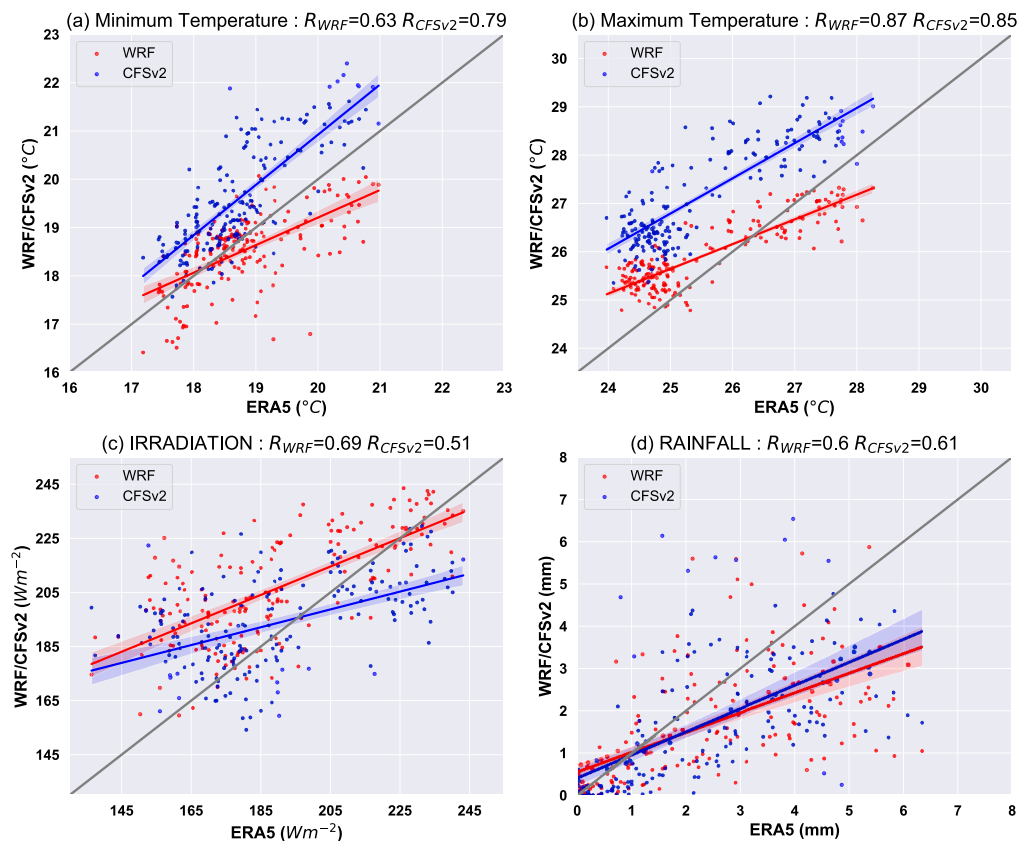 (a) Minimum Temperature : R_WRF=0.63 R_CFSv2=0.79
23
22
21
20
19
18
17
16
WRF/CFSv2 (°C)
WRF
CFSv2
16 17 18 19 20 21 22 23
ERA5 (°C)
(b) Maximum Temperature : R_WRF=0.87 R_CFSv2=0.85
30
29
28
27
26
25
24
WRF/CFSv2 (°C)
WRF
CFSv2
24 25 26 27 28 29 30
ERA5 (°C)
(c) IRRADIATION : R_WRF=0.69 R_CFSv2=0.51
245
225
205
185
165
145
WRF/CFSv2 (Wm⁻²)
WRF
CFSv2
145 165 185 205 225 245
ERA5 (Wm⁻²)
(d) RAINFALL : R_WRF=0.6 R_CFSv2=0.61
8
7
6
5
4
3
2
1
0
WRF/CFSv2 (mm)
WRF
CFSv2
0 1 2 3 4 5 6 7 8
ERA5 (mm)